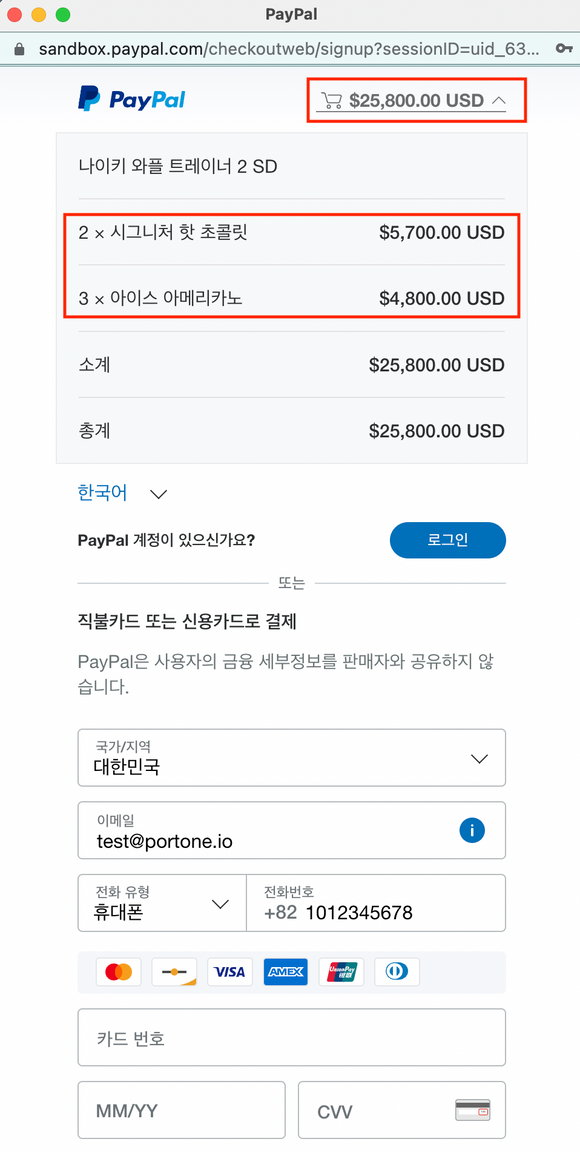 PayPal
sandbox.paypal.com/checkoutweb/signup?sessionID=uid_63...
PayPal $25,800.00 USD
나이키 와플 트레이너 2 SD
2 × 시그니처 핫 초콜릿 $5,700.00 USD
3 × 아이스 아메리카노 $4,800.00 USD
소계 $25,800.00 USD
총계 $25,800.00 USD
한국어
PayPal 계정이 있으신가요? 로그인
또는
직불카드 또는 신용카드로 결제
PayPal은 사용자의 금융 세부정보를 판매자와 공유하지 않
습니다.
국가/지역
대한민국
이메일
test@portone.io
전화 유형 전화번호
휴대폰 +82 1012345678
VISA AMEX UnionPay 银联
카드 번호
MM/YY CVV